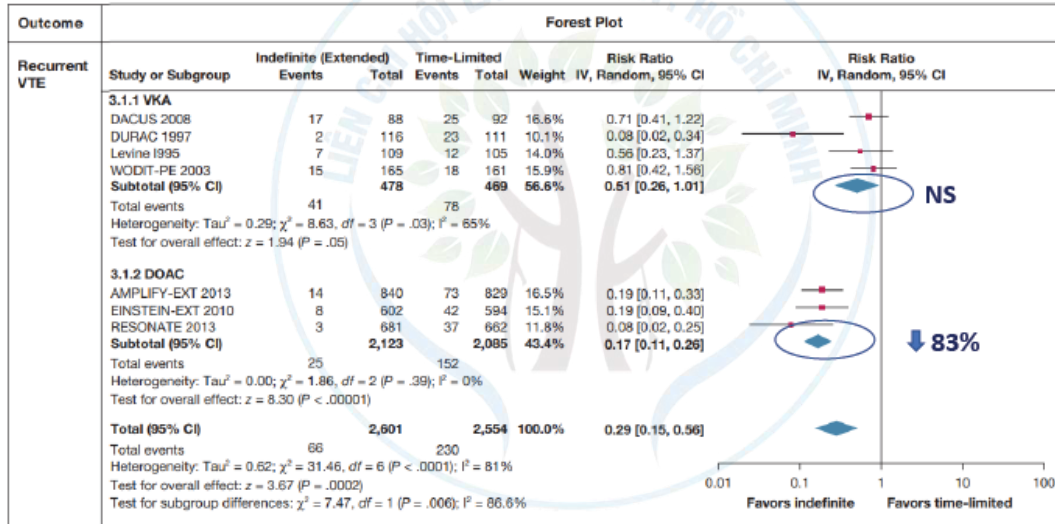 LIÊN CHI HỘI HỒ CHÍ MINH
Outcome Forest Plot
Recurrent VTE
Indefinite (Extended) Time-Limited Risk Ratio Risk Ratio
Study or Subgroup Events Total Events Total Weight IV, Random, 95% CI IV, Random, 95% CI
3.1.1 VKA
DACUS 2008 17 88 25 92 16.6% 0.71 [0.41, 1.22]
DURAC 1997 2 116 23 111 10.1% 0.08 [0.02, 0.34]
Levine I995 7 109 12 105 14.0% 0.56 [0.23, 1.37]
WODIT-PE 2003 15 165 18 161 15.9% 0.81 [0.42, 1.56]
Subtotal (95% CI) 478 469 56.6% 0.51 [0.26, 1.01]
NS
Total events 41 78
Heterogeneity: Tau² = 0.29; χ² = 8.63, df = 3 (P = .03); I² = 65%
Test for overall effect: z = 1.94 (P = .05)
3.1.2 DOAC
AMPLIFY-EXT 2013 14 840 73 829 16.5% 0.19 [0.11, 0.33]
EINSTEIN-EXT 2010 8 602 42 594 15.1% 0.19 [0.09, 0.40]
RESONATE 2013 3 681 37 662 11.8% 0.08 [0.02, 0.25]
Subtotal (95% CI) 2,123 2,085 43.4% 0.17 [0.11, 0.26]
83%
Total events 25 152
Heterogeneity: Tau² = 0.00; χ² = 1.86, df = 2 (P = .39); I² = 0%
Test for overall effect: z = 8.30 (P < .00001)
Total (95% CI) 2,601 2,554 100.0% 0.29 [0.15, 0.56]
Total events 66 230
Heterogeneity: Tau² = 0.62; χ² = 31.46, df = 6 (P < .0001); I² = 81%
Test for overall effect: z = 3.67 (P = .0002)
Test for subgroup differences: χ² = 7.47, df = 1 (P = .006); I² = 86.6%
0.01 0.1 1 10 100
Favors indefinite Favors time-limited